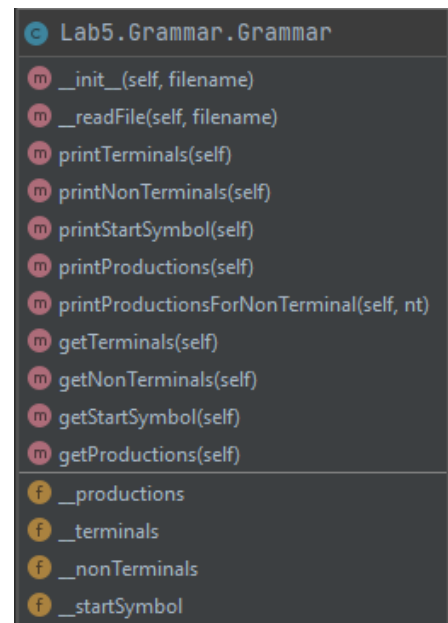 C Lab5.Grammar.Grammar
m __init__(self, filename)
m __readFile(self, filename)
m printTerminals(self)
m printNonTerminals(self)
m printStartSymbol(self)
m printProductions(self)
m printProductionsForNonTerminal(self, nt)
m getTerminals(self)
m getNonTerminals(self)
m getStartSymbol(self)
m getProductions(self)
f __productions
f __terminals
f __nonTerminals
f __startSymbol